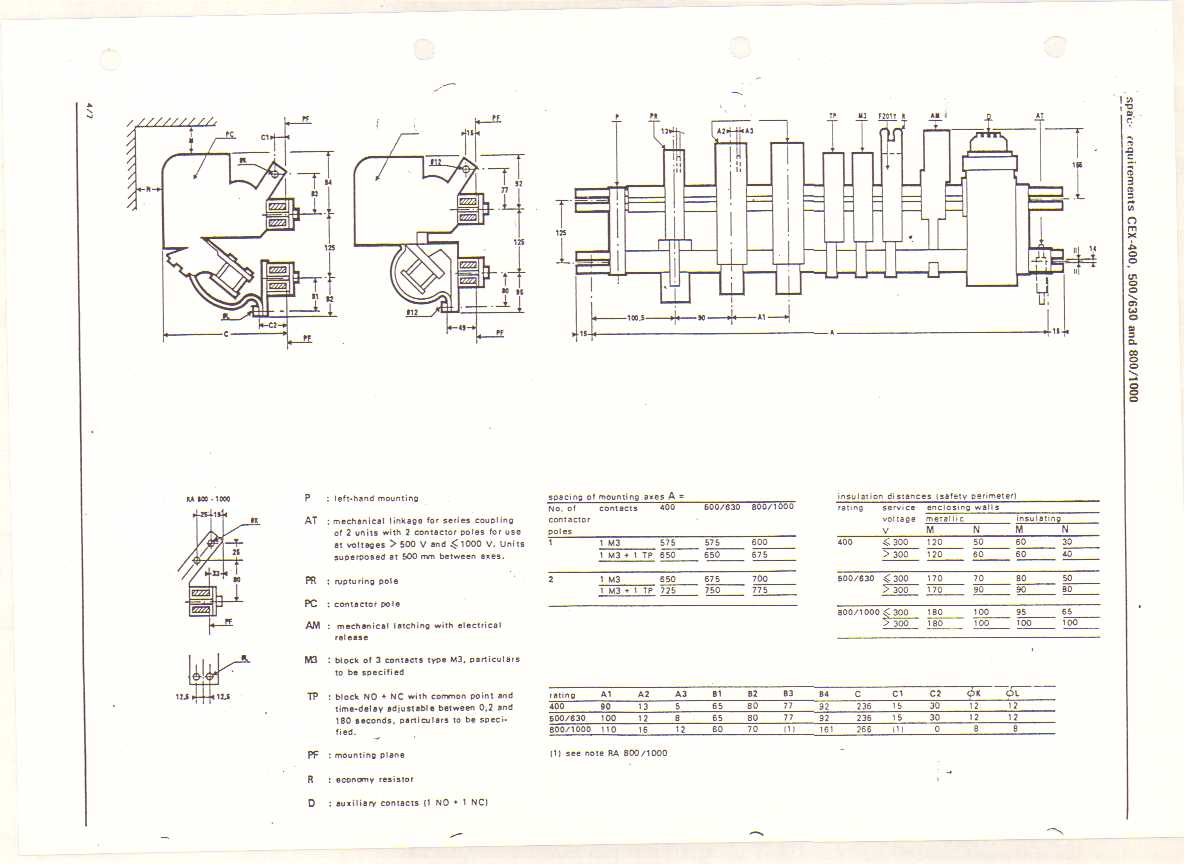 spac- requirements CEX-400, 500/630 and 800/1000
4/7
PF
PC
C1
M
ØK
N
84
B3
125
B1
B2
ØL
C2
C
PF
PF
15
Ø12
92
77
125
80
95
Ø12
49
PF
P
PR
12
A2
A3
TP
M3
F201T
R
AM
D
AT
166
125
14
100,5
90
A1
15
A
15
RA 800 - 1000
25
15
ØK
25
32
80
PF
ØL
12,5
12,5
P : left-hand mounting
AT : mechanical linkage for series coupling
of 2 units with 2 contactor poles for use
at voltages > 500 V and ⩽ 1000 V. Units
superposed at 500 mm between axes.
PR : rupturing pole
PC : contactor pole
AM : mechanical latching with electrical
release
M3 : block of 3 contacts type M3, particulars
to be specified
TP : block NO + NC with common point and
time-delay adjustable between 0,2 and
180 seconds, particulars to be speci-
fied.
PF : mounting plane
R : economy resistor
D : auxiliary contacts (1 NO + 1 NC)
spacing of mounting axes A =
No. of contacts 400 500/630 800/1000
contactor
poles
1 1 M3 575 575 600
1 M3 + 1 TP 650 650 675
2 1 M3 650 675 700
1 M3 + 1 TP 725 750 775
insulation distances (safety perimeter)
rating service enclosing walls
voltage metallic insulating
V M N M N
400 ⩽ 300 120 50 60 30
> 300 120 60 60 40
500/630 ⩽ 300 170 70 80 50
> 300 170 90 90 80
800/1000 ⩽ 300 180 100 95 65
> 300 180 100 100 100
rating A1 A2 A3 B1 B2 B3 B4 C C1 C2 ØK ØL
400 90 13 5 65 80 77 92 236 15 30 12 12
500/630 100 12 8 65 80 77 92 236 15 30 12 12
800/1000 110 16 12 60 70 (1) 161 266 (1) 0 8 8
(1) see note RA 800/1000